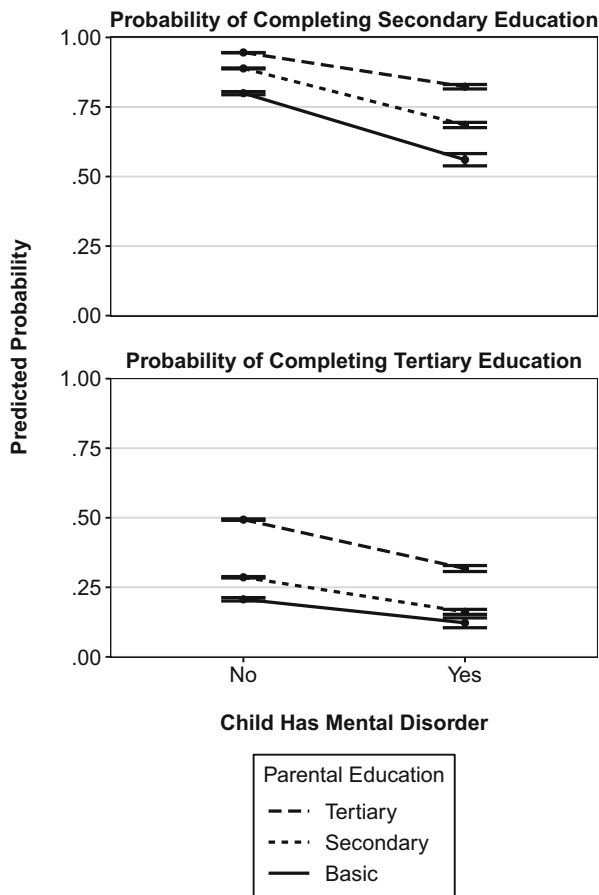 Probability of Completing Secondary Education
1.00
.75
.50
.25
.00
Predicted Probability
Probability of Completing Tertiary Education
1.00
.75
.50
.25
.00
No Yes
Child Has Mental Disorder
Parental Education
Tertiary
Secondary
Basic